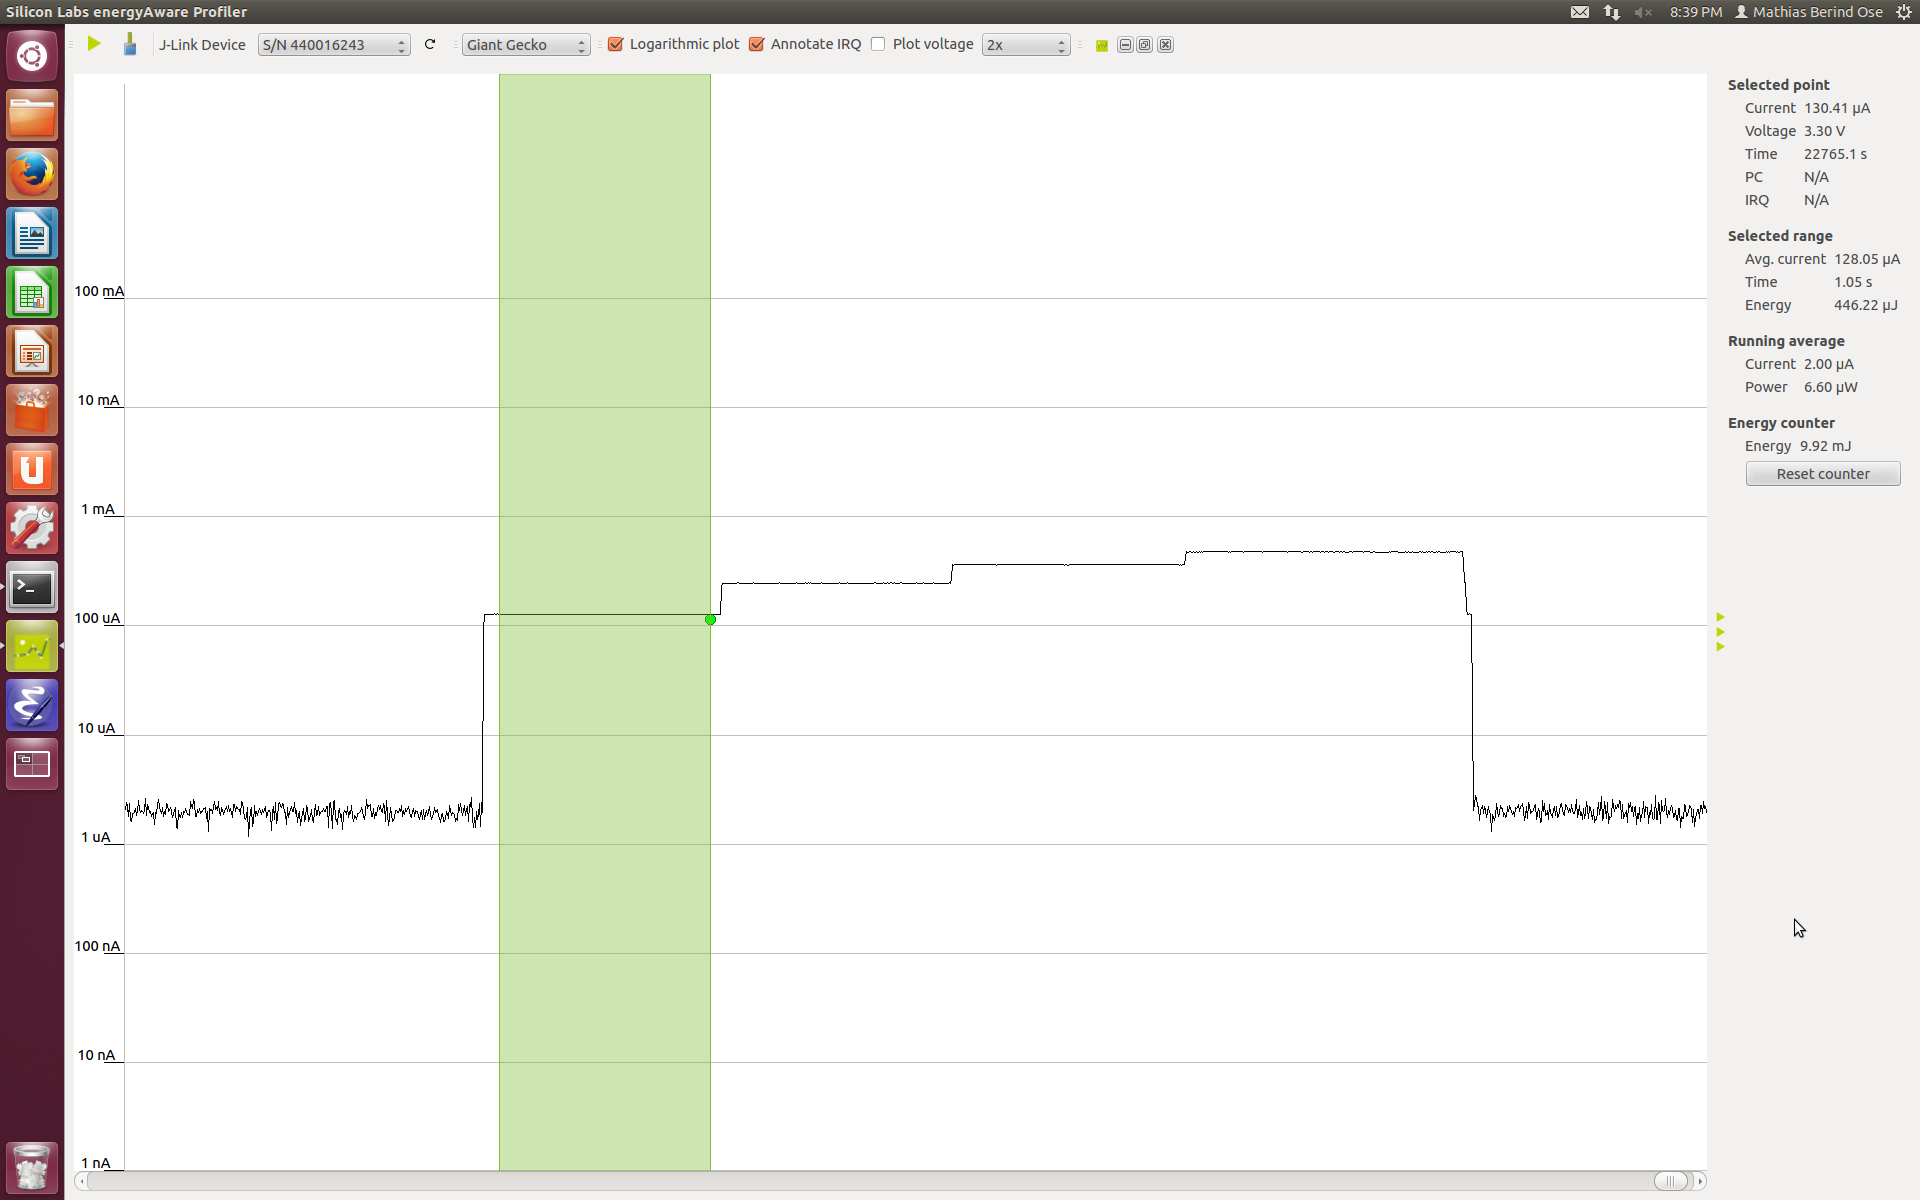 Silicon Labs energyAware Profiler
8:39 PM Mathias Berind Ose
J-Link Device S/N 440016243 Giant Gecko Logarithmic plot Annotate IRQ Plot voltage 2x
100 mA
10 mA
1 mA
100 uA
10 uA
1 uA
100 nA
10 nA
1 nA
Selected point
Current 130.41 µA
Voltage 3.30 V
Time 22765.1 s
PC N/A
IRQ N/A
Selected range
Avg. current 128.05 µA
Time 1.05 s
Energy 446.22 µJ
Running average
Current 2.00 µA
Power 6.60 µW
Energy counter
Energy 9.92 mJ
Reset counter